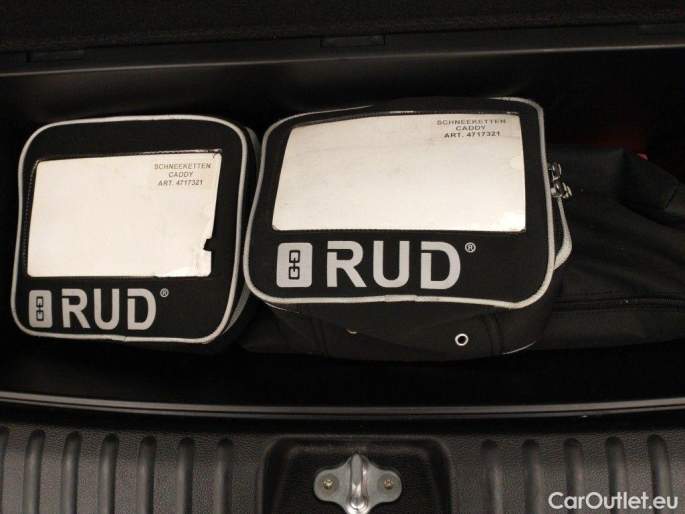 SCHNEEKETTEN
CADDY
ART. 4717321
RUD®
SCHNEEKETTEN
CADDY
ART. 4717321
RUD®
CarOutlet.eu